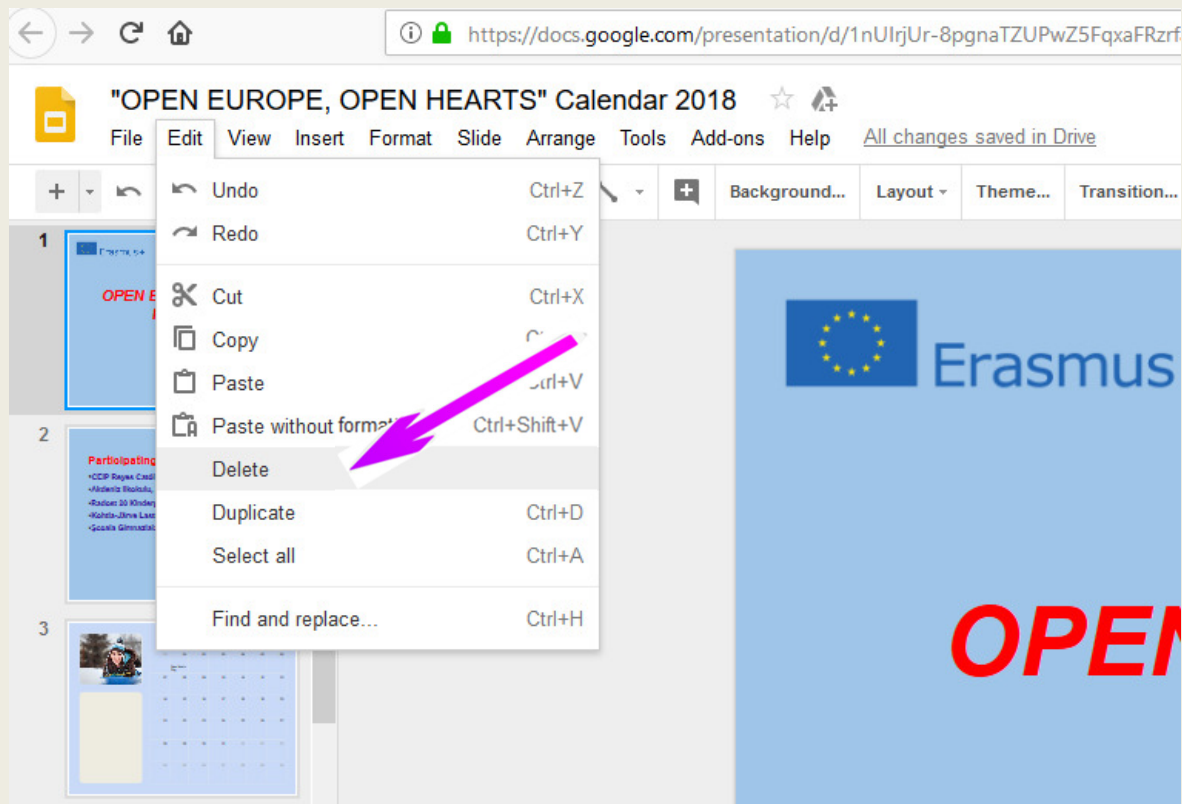 https://docs.google.com/presentation/d/1nUIrjUr-8pgnaTZUPwZ5FqxaFRzrf
"OPEN EUROPE, OPEN HEARTS" Calendar 2018
File Edit View Insert Format Slide Arrange Tools Add-ons Help All changes saved in Drive
Background... Layout Theme... Transition...
Undo Ctrl+Z
Redo Ctrl+Y
Cut Ctrl+X
Copy
Paste Ctrl+V
Paste without Ctrl+Shift+V
Delete
Duplicate Ctrl+D
Select all Ctrl+A
Find and replace... Ctrl+H
1
Erasmus+
OPEN E
2
Participating
3
Erasmus
OPEN